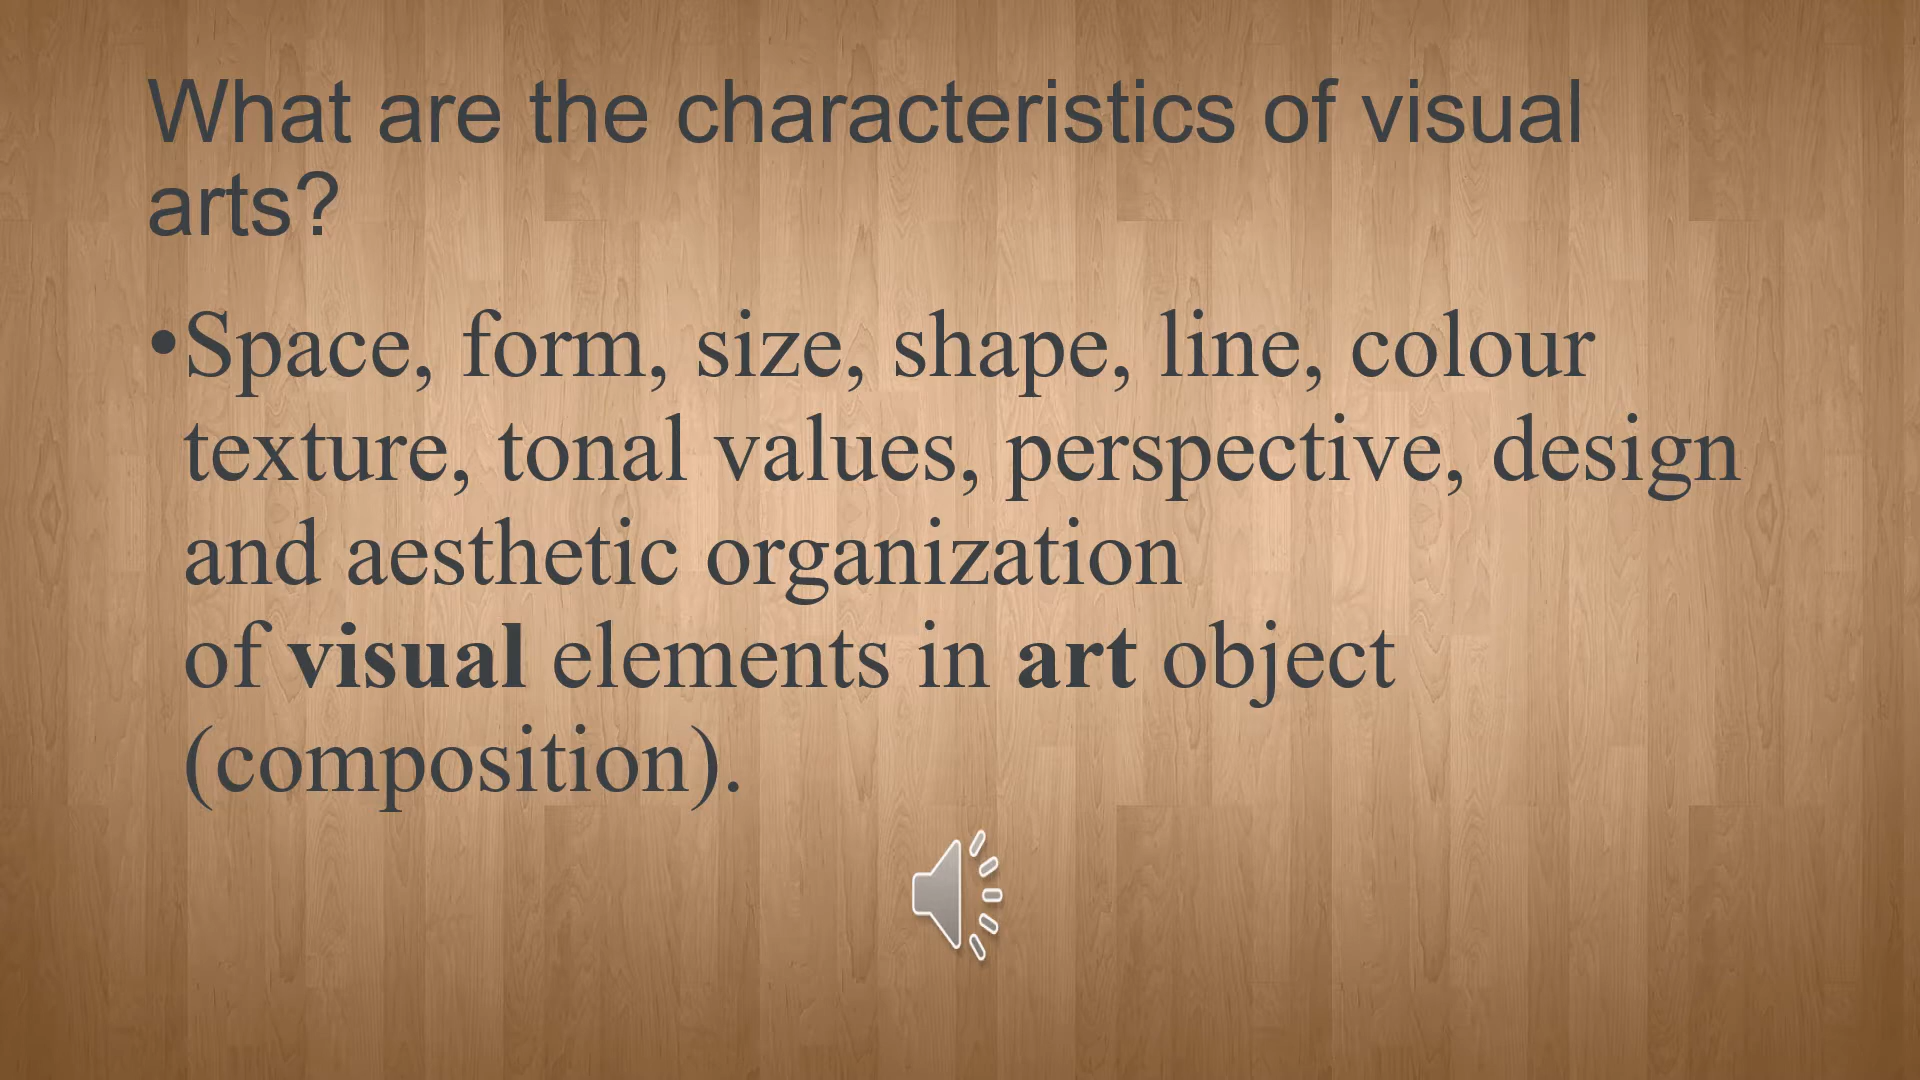 What are the characteristics of visual
arts?
•Space, form, size, shape, line, colour
texture, tonal values, perspective, design
and aesthetic organization
of visual elements in art object
(composition).